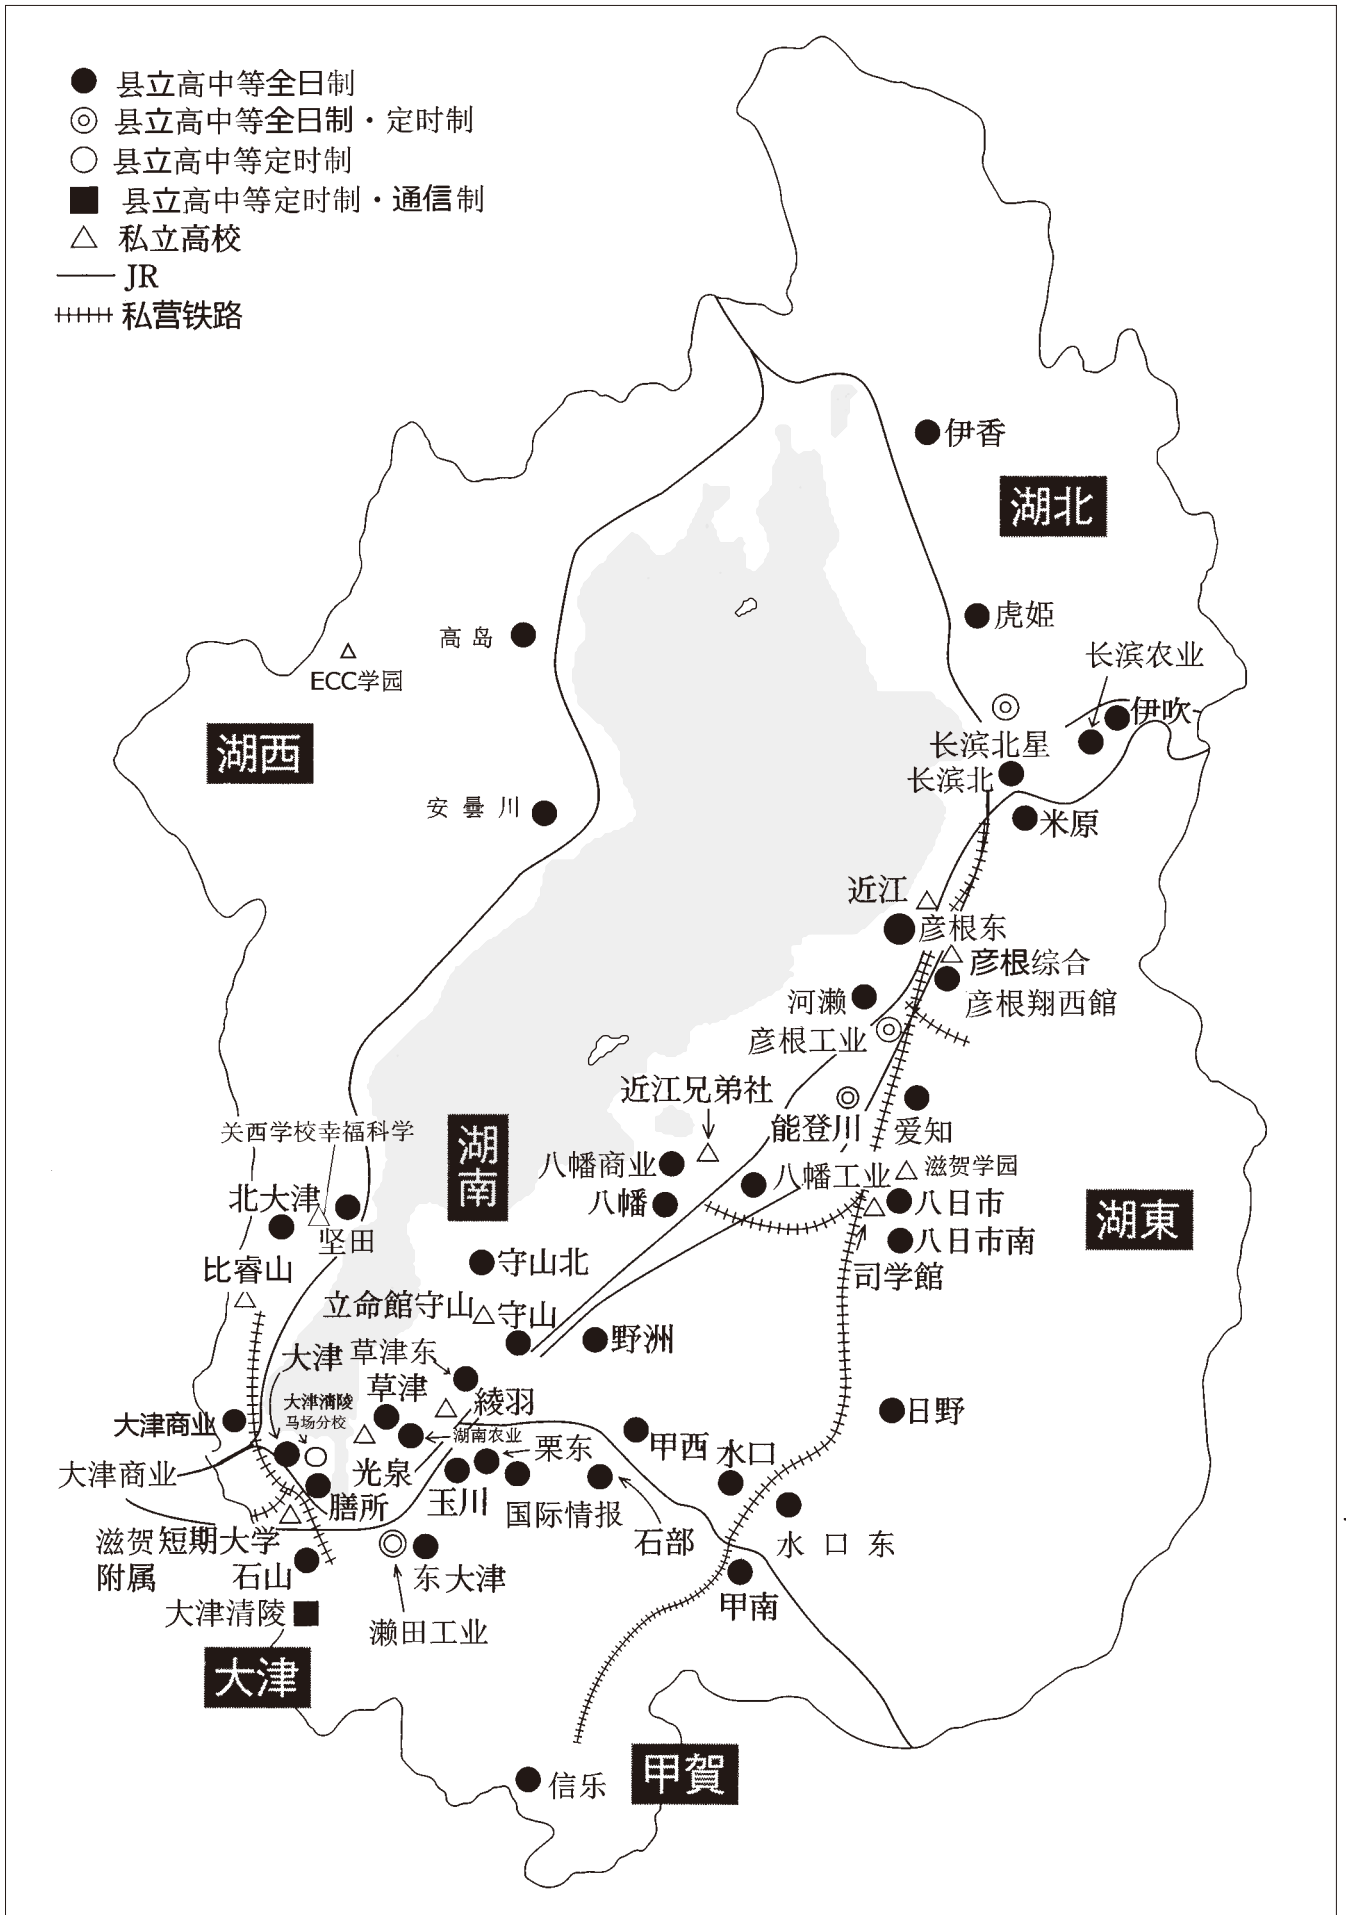 县立高中等全日制
县立高中等全日制・定时制
县立高中等定时制
县立高中等定时制・通信制
私立高校
JR
私营铁路
伊香
湖北
虎姫
高岛
长滨农业
ECC学园
伊吹
湖西
长滨北星
长滨北
安曇川
米原
近江
彦根东
彦根综合
河濑
彦根翔西館
彦根工业
近江兄弟社
能登川
爱知
关西学校幸福科学
湖南
八幡商业
八幡工业
滋贺学园
八幡
八日市
北大津
湖東
坚田
八日市南
守山北
比睿山
司学館
立命館守山
守山
野洲
大津
草津东
草津
綾羽
大津清陵
马场分校
日野
大津商业
湖南农业
栗东
甲西
水口
大津商业
光泉
玉川
膳所
国际情报
石部
水口东
滋贺短期大学
附属
石山
东大津
甲南
大津清陵
濑田工业
大津
甲賀
信乐